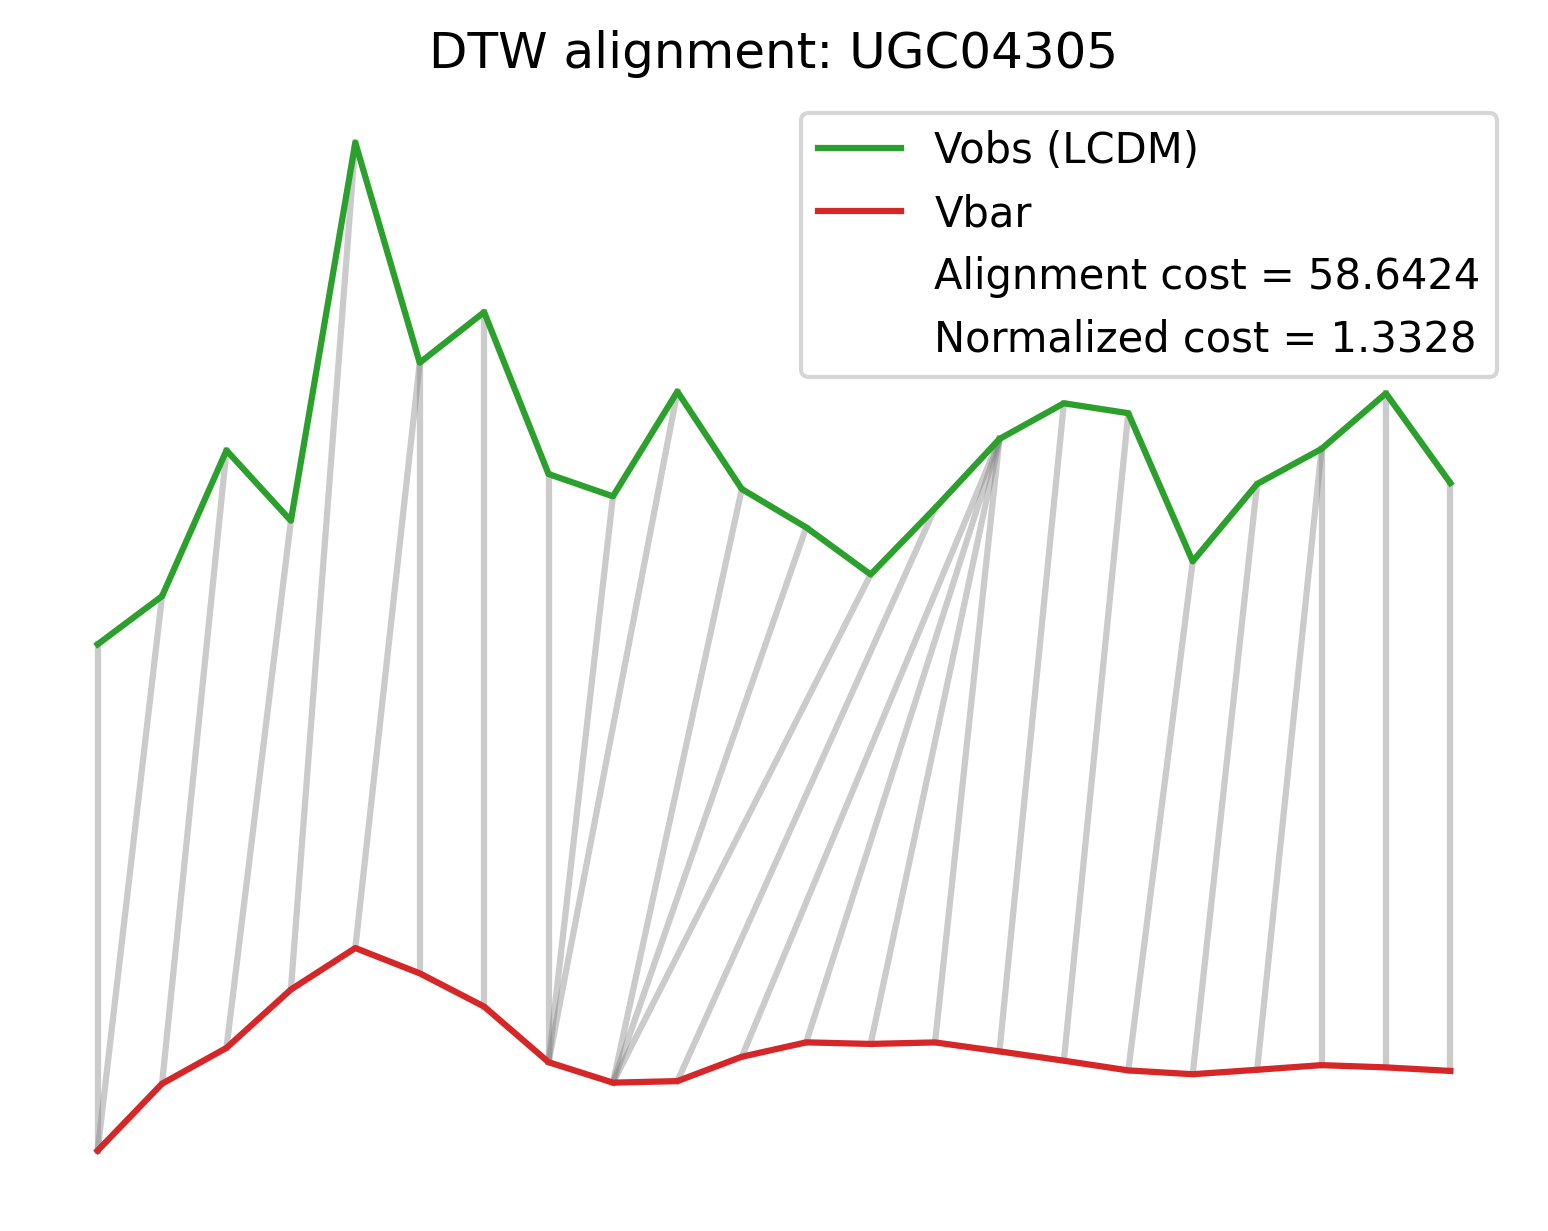 DTW alignment: UGC04305
Vobs (LCDM)
Vbar
Alignment cost = 58.6424
Normalized cost = 1.3328